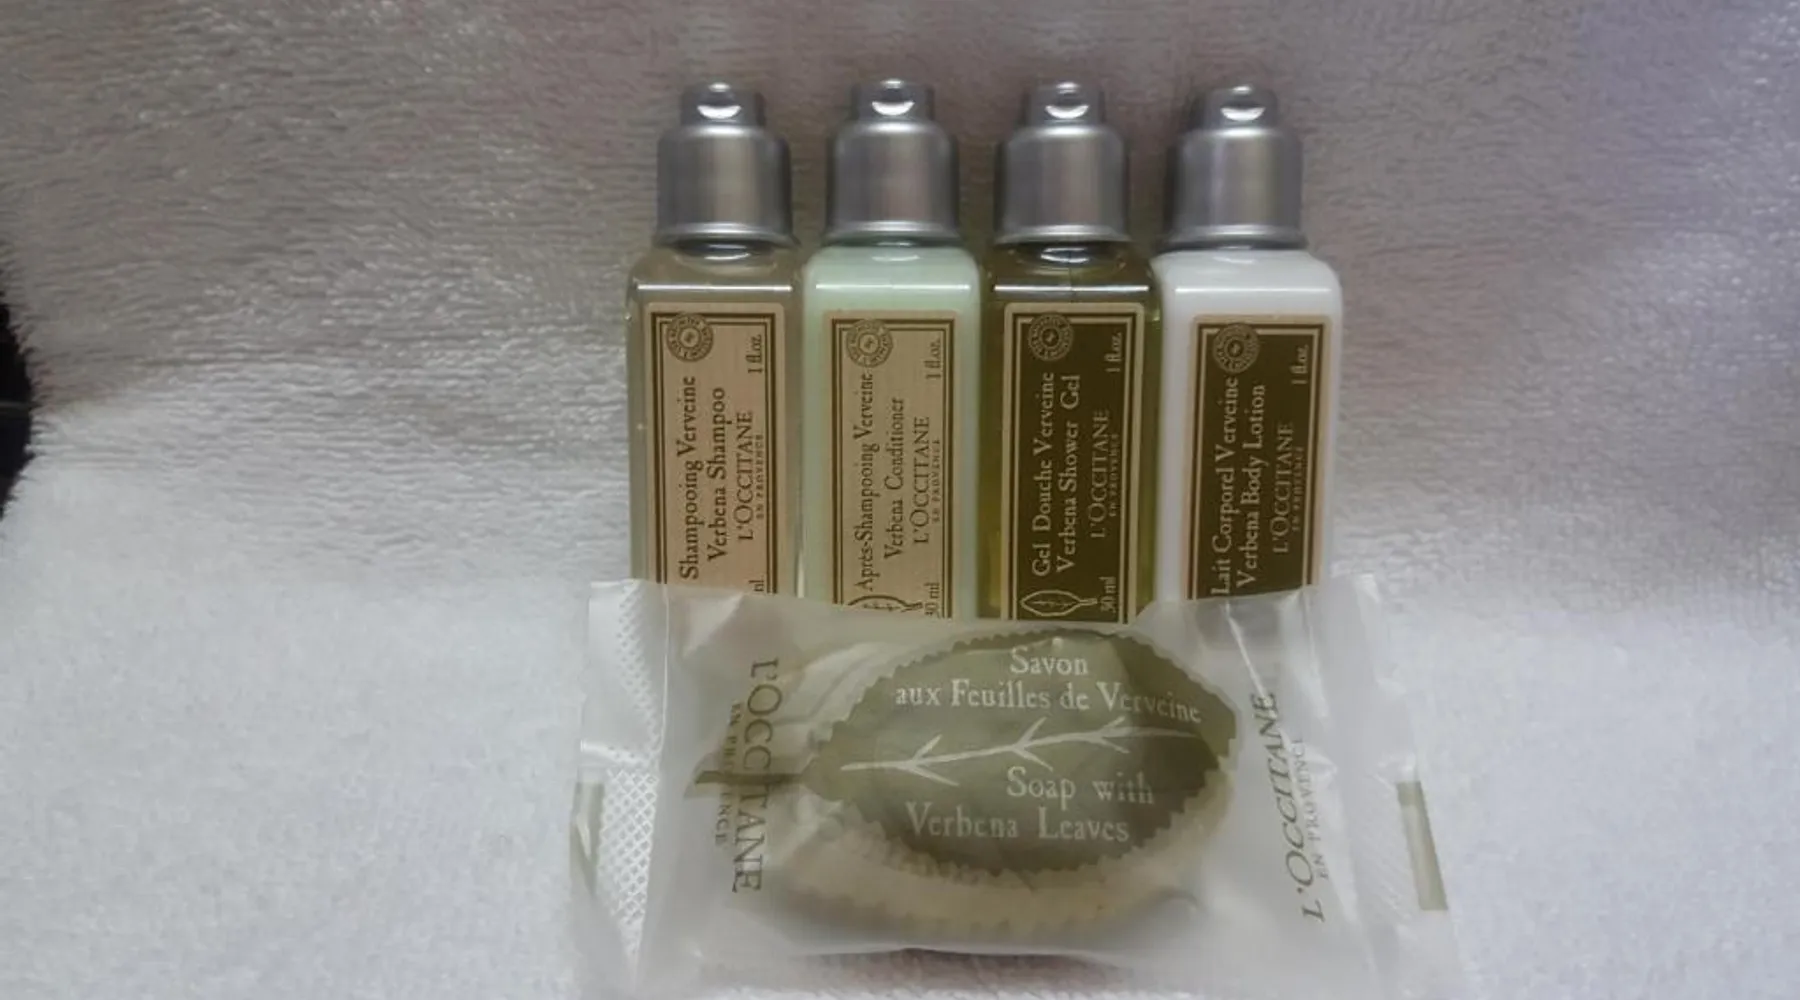 Shampooing Verveine
Verbena Shampoo
L'OCCITANE
EN PROVENCE
1 fl.oz.
ml
Après-Shampooing Verveine
Verbena Conditioner
L'OCCITANE
EN PROVENCE
1 fl.oz.
30 ml
Gel Douche Verveine
Verbena Shower Gel
L'OCCITANE
EN PROVENCE
1 fl.oz.
30 ml
Lait Corporel Verveine
Verbena Body Lotion
L'OCCITANE
EN PROVENCE
1 fl.oz.
L'OCCITANE
EN PROVENCE
Savon
aux Feuilles de Verveine
Soap with
Verbena Leaves
L'OCCITANE
EN PROVENCE